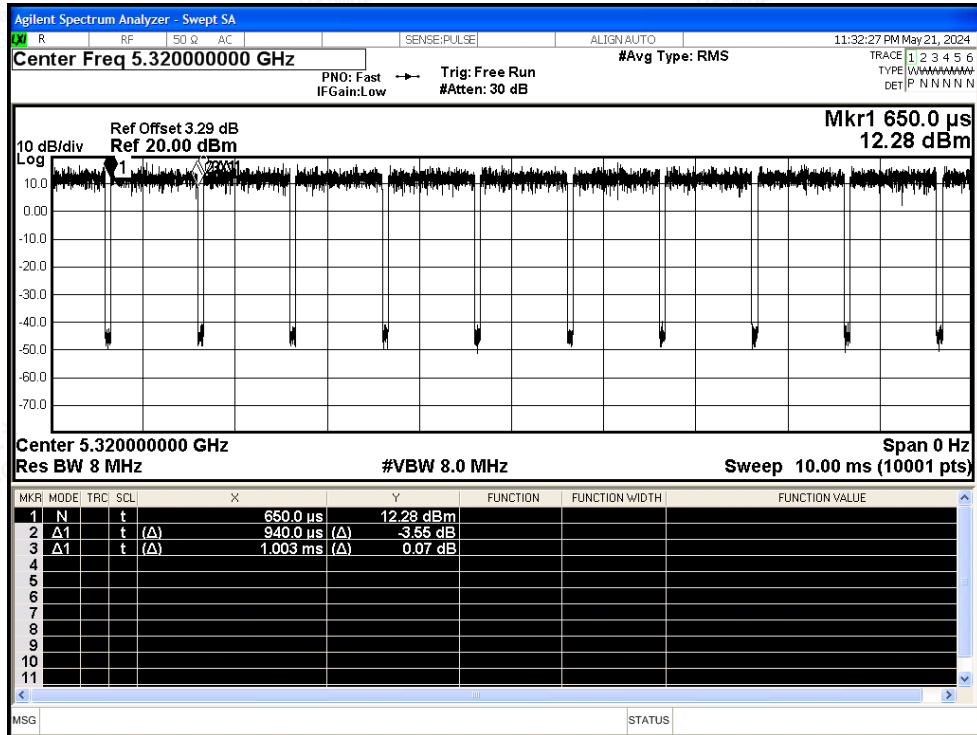 Agilent Spectrum Analyzer - Swept SA
LXI R RF 50 Ω AC SENSE:PULSE ALIGN AUTO 11:32:27 PM May 21, 2024
Center Freq 5.320000000 GHz #Avg Type: RMS TRACE 1 2 3 4 5 6
PNO: Fast Trig: Free Run TYPE
IFGain:Low #Atten: 30 dB DET P N N N N N
Mkr1 650.0 µs
Ref Offset 3.29 dB
10 dB/div Ref 20.00 dBm 12.28 dBm
Log
1
10.0
0.00
-10.0
-20.0
-30.0
-40.0
-50.0
-60.0
-70.0
Center 5.320000000 GHz Span 0 Hz
Res BW 8 MHz #VBW 8.0 MHz Sweep 10.00 ms (10001 pts)
MKR MODE TRC SCL X Y FUNCTION FUNCTION WIDTH FUNCTION VALUE
1 N t 650.0 µs 12.28 dBm
2 Δ1 t (Δ) 940.0 µs (Δ) -3.55 dB
3 Δ1 t (Δ) 1.003 ms (Δ) 0.07 dB
4
5
6
7
8
9
10
11
MSG STATUS